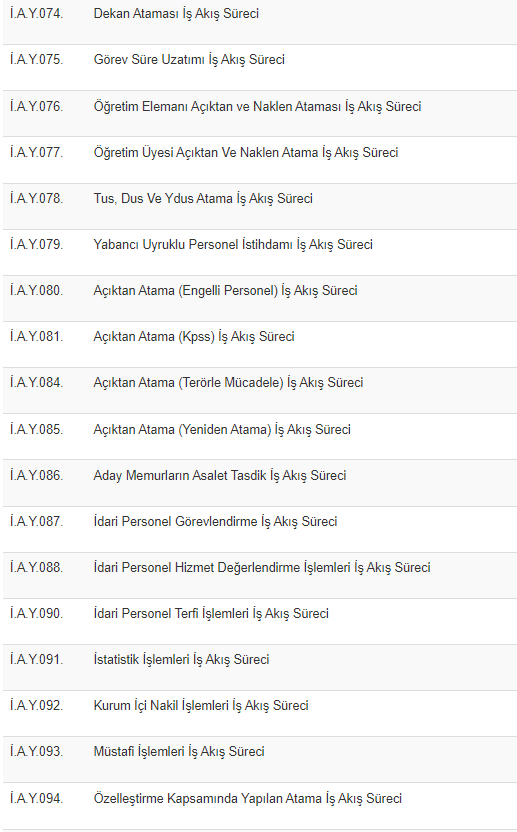 İ.A.Y.074. Dekan Ataması İş Akış Süreci
İ.A.Y.075. Görev Süre Uzatımı İş Akış Süreci
İ.A.Y.076. Öğretim Elemanı Açıktan ve Naklen Ataması İş Akış Süreci
İ.A.Y.077. Öğretim Üyesi Açıktan Ve Naklen Atama İş Akış Süreci
İ.A.Y.078. Tus, Dus Ve Ydus Atama İş Akış Süreci
İ.A.Y.079. Yabancı Uyruklu Personel İstihdamı İş Akış Süreci
İ.A.Y.080. Açıktan Atama (Engelli Personel) İş Akış Süreci
İ.A.Y.081. Açıktan Atama (Kpss) İş Akış Süreci
İ.A.Y.084. Açıktan Atama (Terörle Mücadele) İş Akış Süreci
İ.A.Y.085. Açıktan Atama (Yeniden Atama) İş Akış Süreci
İ.A.Y.086. Aday Memurların Asalet Tasdik İş Akış Süreci
İ.A.Y.087. İdari Personel Görevlendirme İş Akış Süreci
İ.A.Y.088. İdari Personel Hizmet Değerlendirme İşlemleri İş Akış Süreci
İ.A.Y.090. İdari Personel Terfi İşlemleri İş Akış Süreci
İ.A.Y.091. İstatistik İşlemleri İş Akış Süreci
İ.A.Y.092. Kurum İçi Nakil İşlemleri İş Akış Süreci
İ.A.Y.093. Müstafi İşlemleri İş Akış Süreci
İ.A.Y.094. Özelleştirme Kapsamında Yapılan Atama İş Akış Süreci